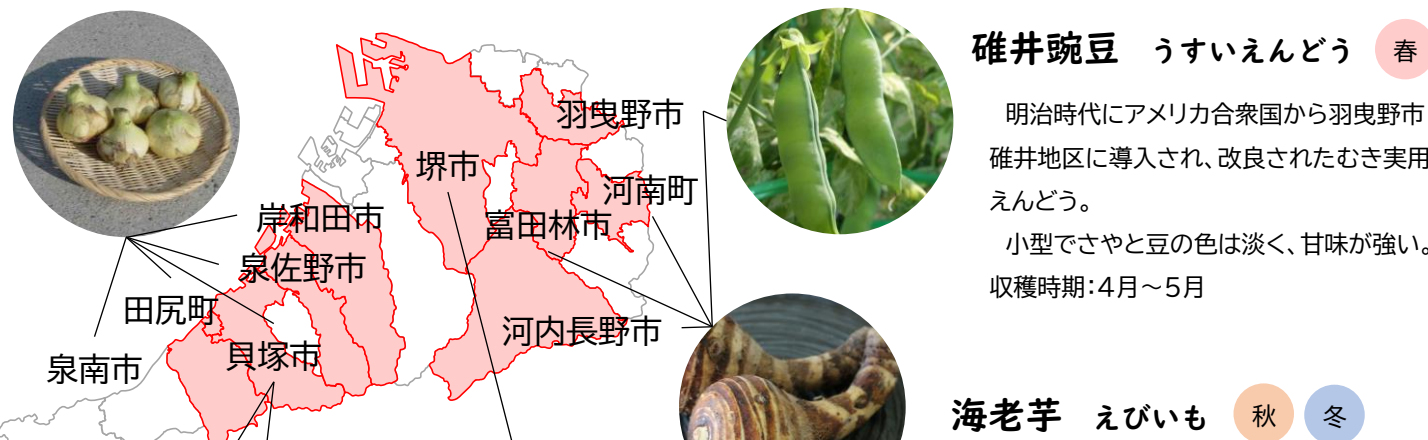 碓井豌豆 うすいえんどう 春
明治時代にアメリカ合衆国から羽曳野市
碓井地区に導入され、改良されたむき実用
えんどう。
小型でさやと豆の色は淡く、甘味が強い。
収穫時期:4月~5月
海老芋 えびいも 秋 冬
羽曳野市
堺市
河南町
岸和田市
富田林市
泉佐野市
田尻町
河内長野市
貝塚市
泉南市